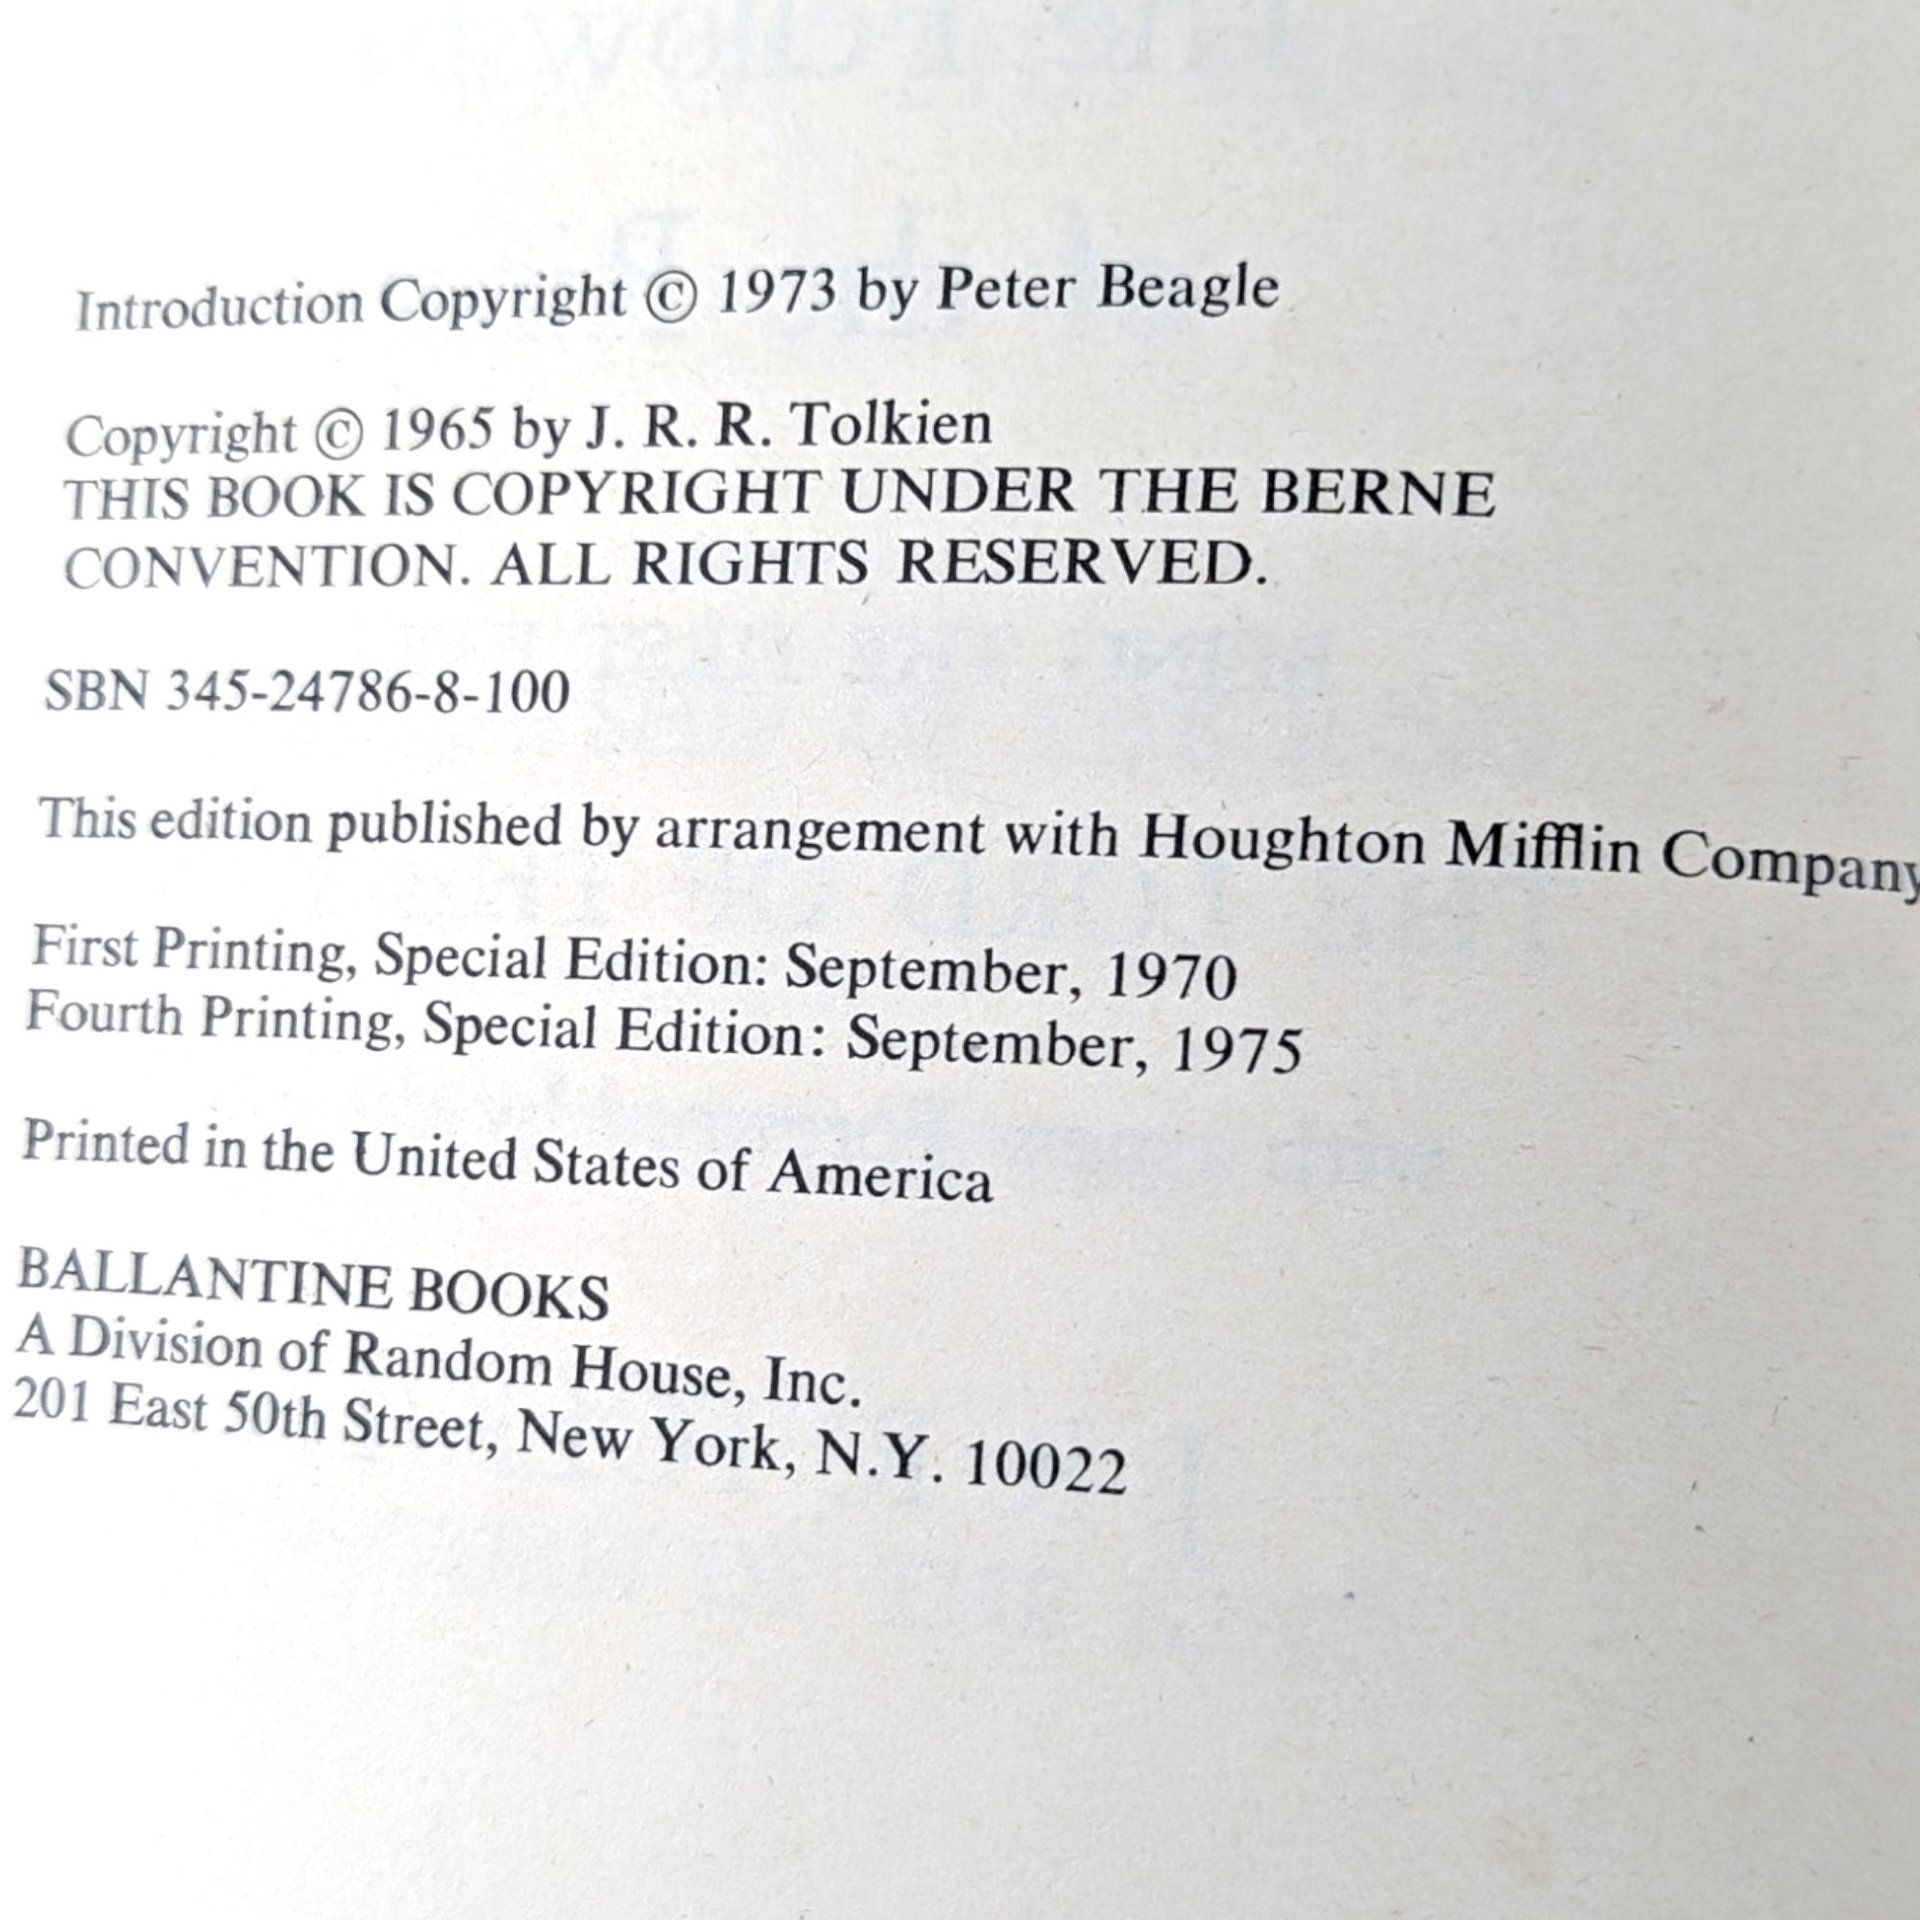 Introduction Copyright © 1973 by Peter Beagle
Copyright © 1965 by J. R. R. Tolkien
THIS BOOK IS COPYRIGHT UNDER THE BERNE
CONVENTION. ALL RIGHTS RESERVED.
SBN 345-24786-8-100
This edition published by arrangement with Houghton Mifflin Company
First Printing, Special Edition: September, 1970
Fourth Printing, Special Edition: September, 1975
Printed in the United States of America
BALLANTINE BOOKS
A Division of Random House, Inc.
201 East 50th Street, New York, N.Y. 10022